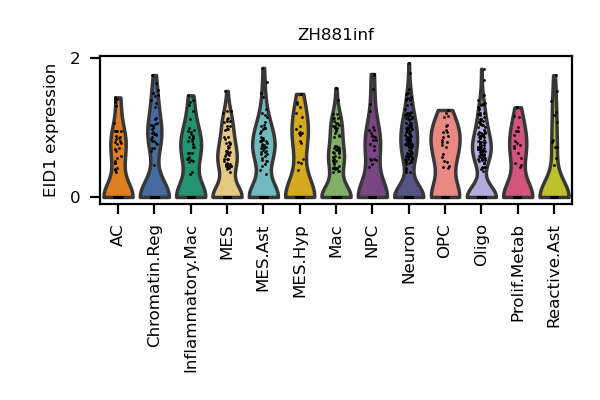 ZH881inf
EID1 expression
2
0
AC
Chromatin.Reg
Inflammatory.Mac
MES
MES.Ast
MES.Hyp
Mac
NPC
Neuron
OPC
Oligo
Prolif.Metab
Reactive.Ast